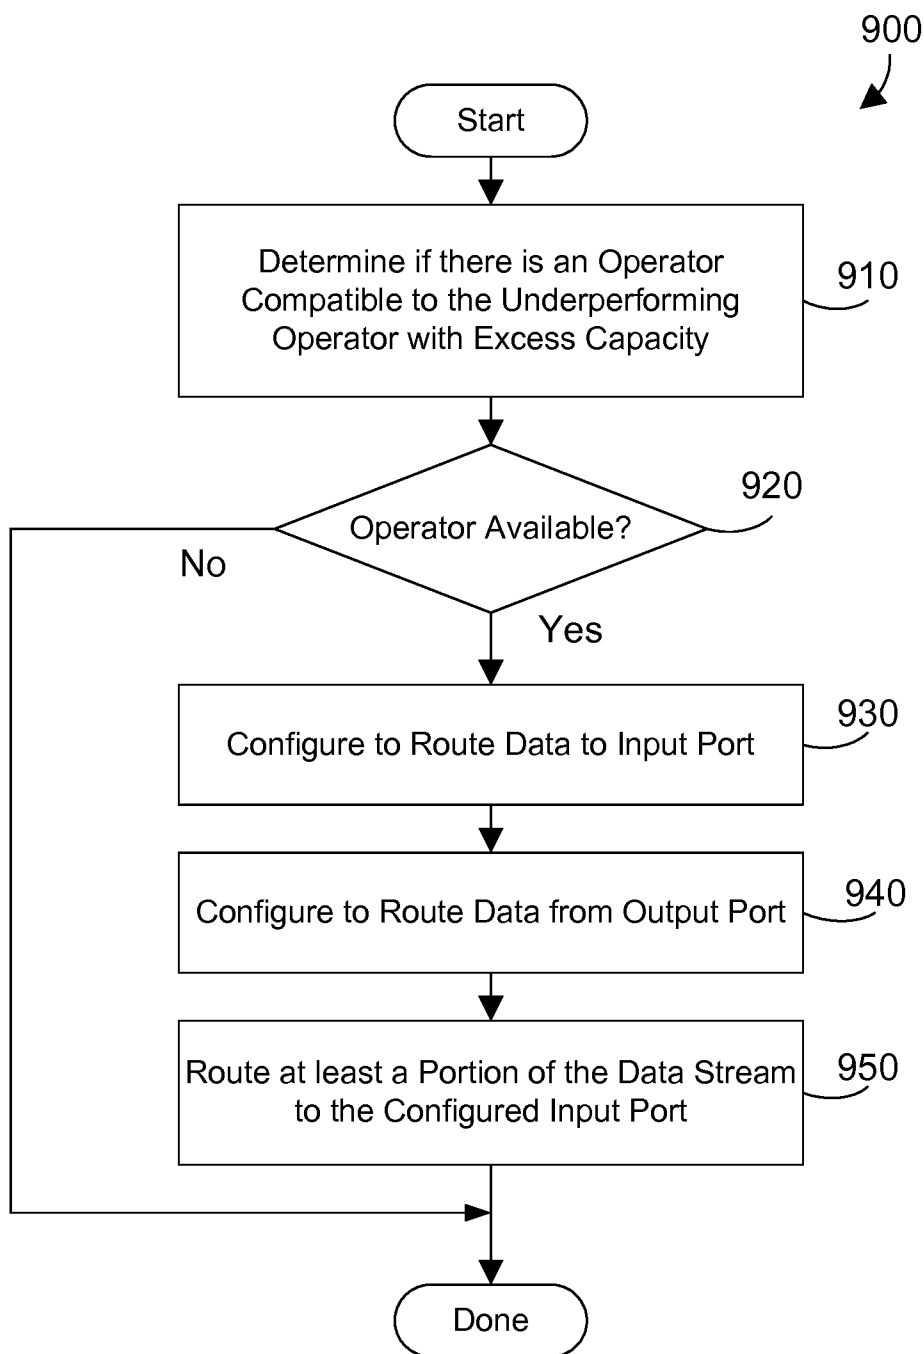 900
Start
Determine if there is an Operator
Compatible to the Underperforming
Operator with Excess Capacity
910
Operator Available?
920
No
Yes
Configure to Route Data to Input Port
930
Configure to Route Data from Output Port
940
Route at least a Portion of the Data Stream
to the Configured Input Port
950
Done